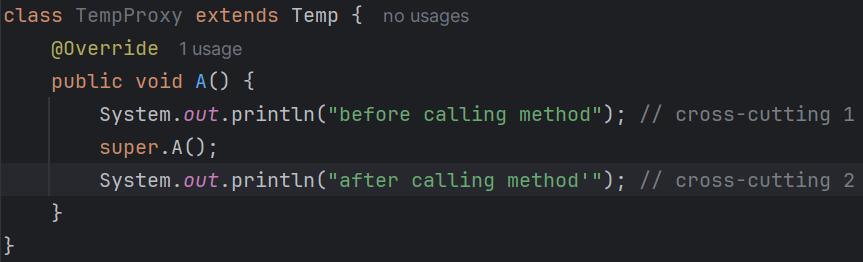 class TempProxy extends Temp { no usages
@Override 1 usage
public void A() {
System.out.println("before calling method"); // cross-cutting 1
super.A();
System.out.println("after calling method'"); // cross-cutting 2
}
}